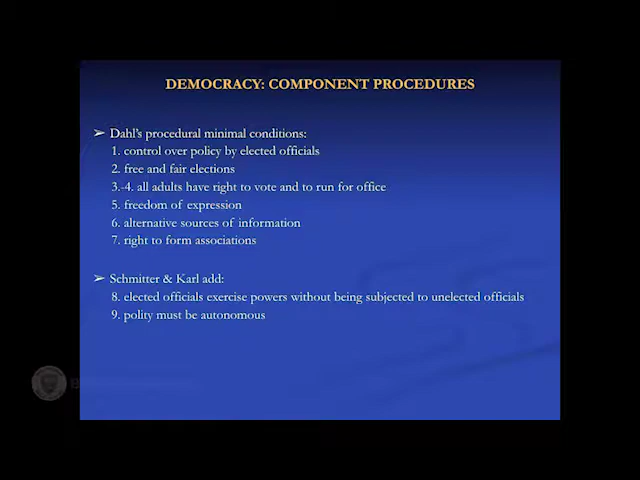 DEMOCRACY: COMPONENT PROCEDURES
➢ Dahl's procedural minimal conditions:
1. control over policy by elected officials
2. free and fair elections
3.-4. all adults have right to vote and to run for office
5. freedom of expression
6. alternative sources of information
7. right to form associations
➢ Schmitter & Karl add:
8. elected officials exercise powers without being subjected to unelected officials
9. polity must be autonomous